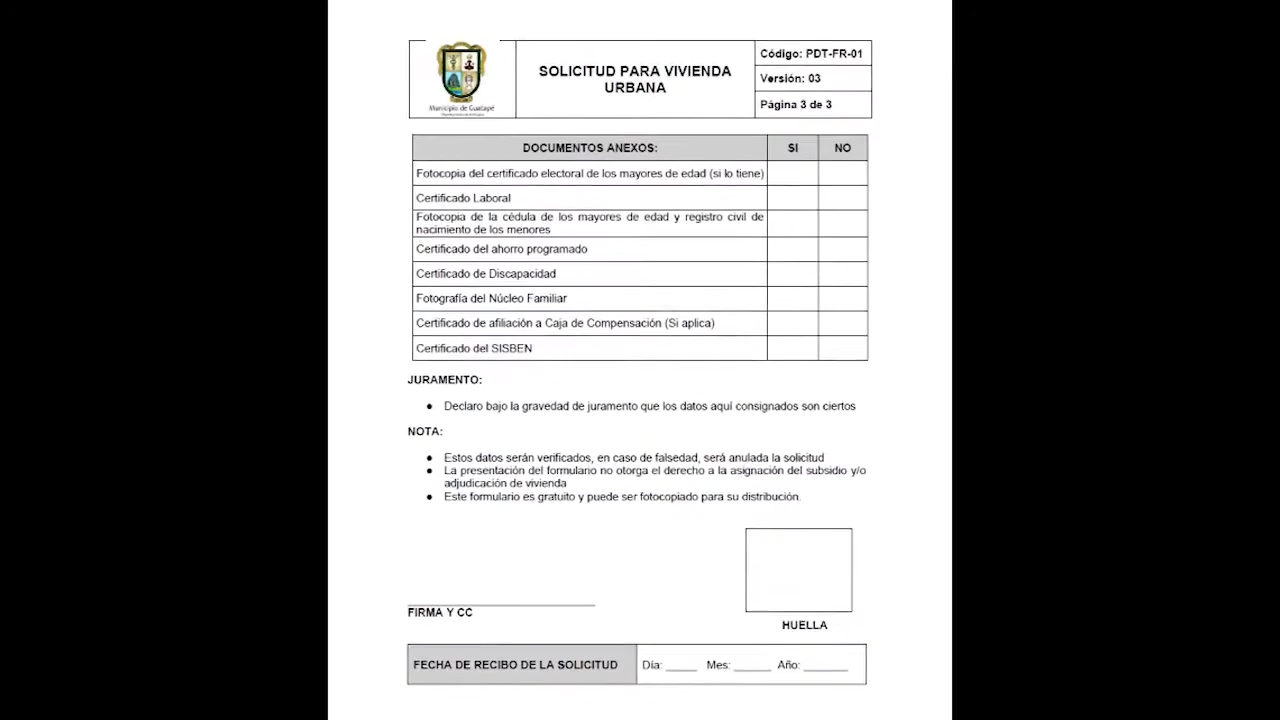 Municipio de Guatapé
SOLICITUD PARA VIVIENDA
URBANA
Código: PDT-FR-01
Versión: 03
Página 3 de 3
DOCUMENTOS ANEXOS: SI NO
Fotocopia del certificado electoral de los mayores de edad (si lo tiene)
Certificado Laboral
Fotocopia de la cédula de los mayores de edad y registro civil de
nacimiento de los menores
Certificado del ahorro programado
Certificado de Discapacidad
Fotografía del Núcleo Familiar
Certificado de afiliación a Caja de Compensación (Si aplica)
Certificado del SISBEN
JURAMENTO:
● Declaro bajo la gravedad de juramento que los datos aquí consignados son ciertos
NOTA:
● Estos datos serán verificados, en caso de falsedad, será anulada la solicitud
● La presentación del formulario no otorga el derecho a la asignación del subsidio y/o
adjudicación de vivienda
● Este formulario es gratuito y puede ser fotocopiado para su distribución.
FIRMA Y CC
HUELLA
FECHA DE RECIBO DE LA SOLICITUD Día: _____ Mes: ______ Año: _______